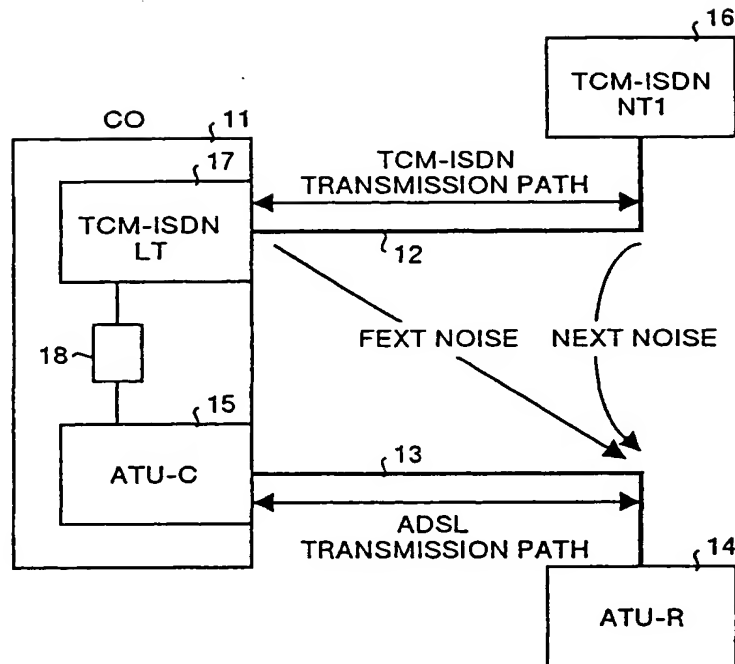 16
TCM-ISDN
NT1
CO
11
17
TCM-ISDN
LT
TCM-ISDN
TRANSMISSION PATH
12
FEXT NOISE
NEXT NOISE
18
15
ATU-C
13
ADSL
TRANSMISSION PATH
14
ATU-R